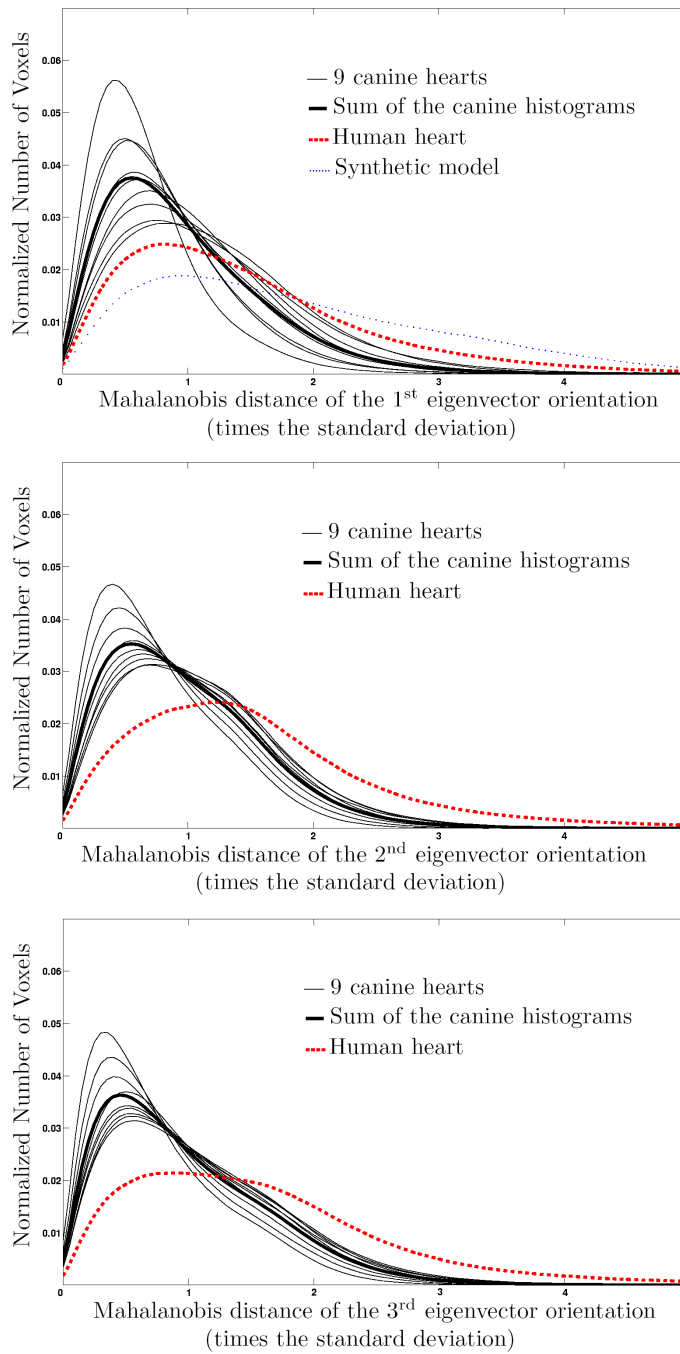 Normalized Number of Voxels
0.06
0.05
0.04
0.03
0.02
0.01
9 canine hearts
Sum of the canine histograms
Human heart
Synthetic model
0 1 2 3 4
Mahalanobis distance of the 1st eigenvector orientation
(times the standard deviation)
Normalized Number of Voxels
0.06
0.05
0.04
0.03
0.02
0.01
9 canine hearts
Sum of the canine histograms
Human heart
0 1 2 3 4
Mahalanobis distance of the 2nd eigenvector orientation
(times the standard deviation)
Normalized Number of Voxels
0.06
0.05
0.04
0.03
0.02
0.01
9 canine hearts
Sum of the canine histograms
Human heart
0 1 2 3 4
Mahalanobis distance of the 3rd eigenvector orientation
(times the standard deviation)